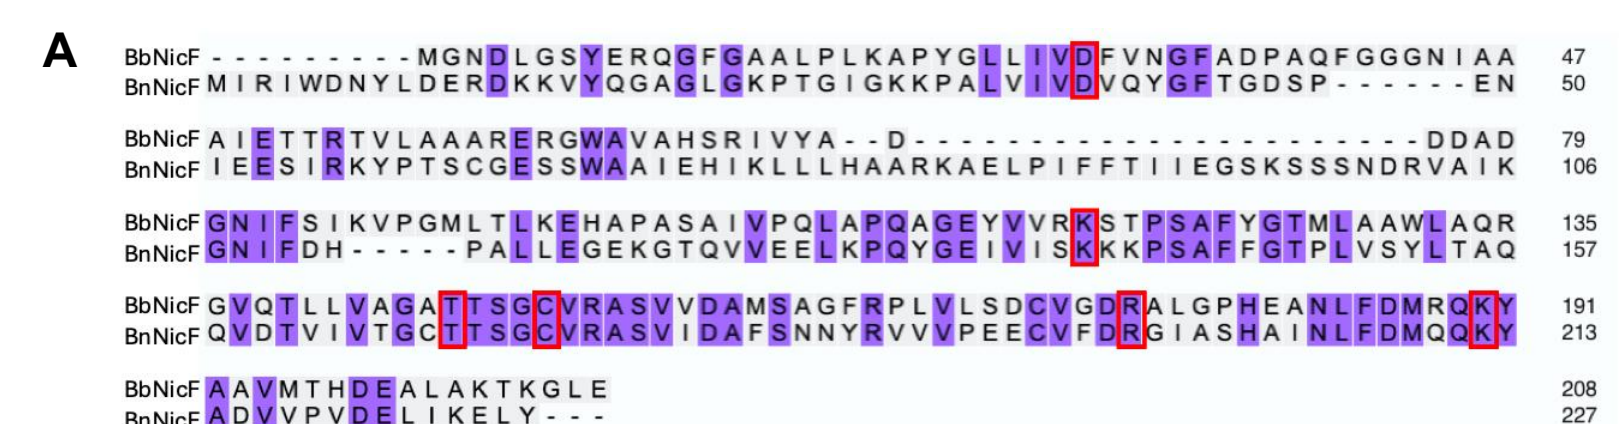 A
BbNicF ---------MGNDLGSYERQGFGAALPLKAPYGLLIVDFVNGFADPAQFGGGNIAA 47
BnNicF MIRIWDNYLDERDKKVYQGAGLGKPTGIGKKPALVIVDVQYGFTGDSP------EN 50
BbNicF AIETTRTVLAAARERGWAVAHSRIVYA--D----------------------DDAD 79
BnNicF IEESIRKYPTSCGESSWAAIEHIKLLLHAARKAELPIFFTIIEGSKSSSNDRVAIK 106
BbNicF GNIFSIKVPGMLTLKEHAPASAIVPQLAPQAGEYVVRKSTPSAFYGTMLAAWLAQR 135
BnNicF GNIFDH-----PALLEGEKGTQVVEELKPQYGEIVISKKKPSAFFGTPLVSYLTAQ 157
BbNicF GVQTLLVAGATTSGCVRASVVDAMSAGFRPLVLSDCVGDRALGPHEANLFDMRQKY 191
BnNicF QVDTVIVTGCTTSGCVRASVIDAFSNNYRVVVPEECVFDRGIASHAINLFDMQQKY 213
BbNicF AAVMTHDEALAKTKGLE 208
BnNicF ADVVPVDELIKELY--- 227